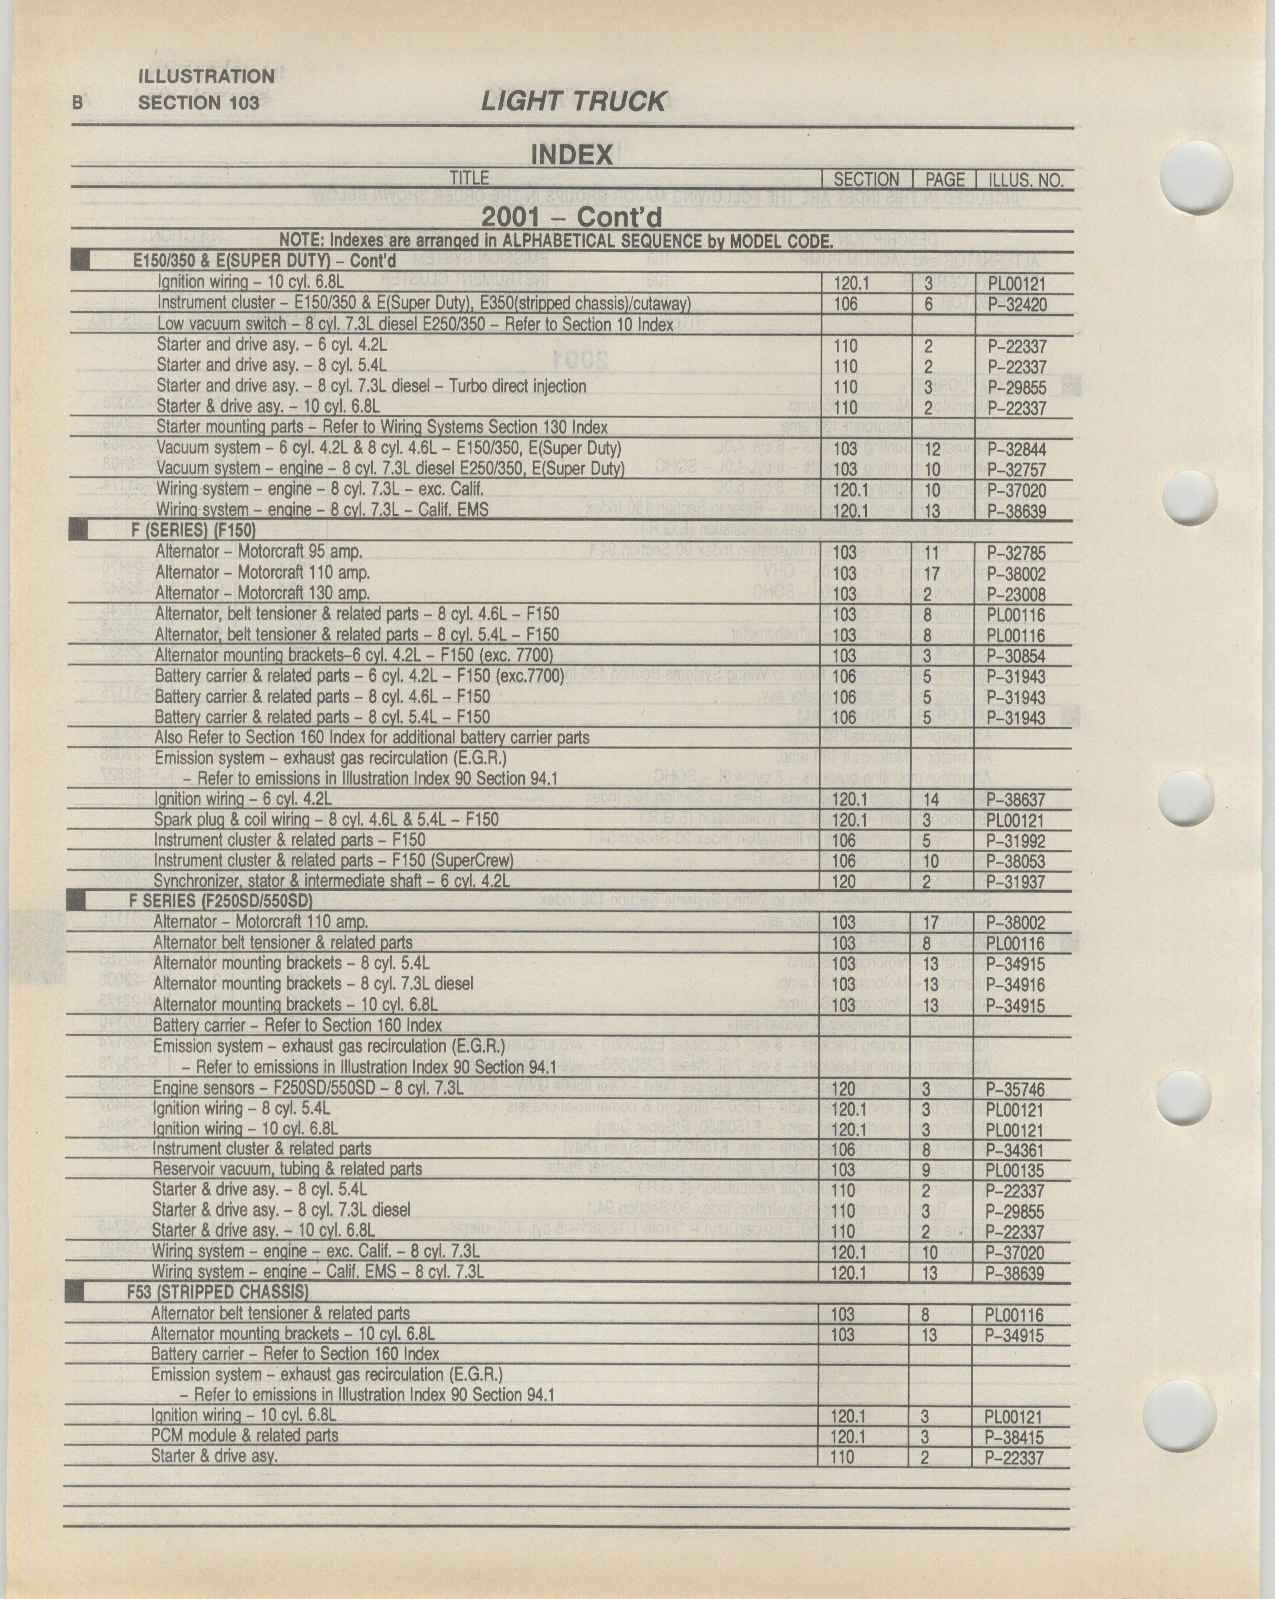 ILLUSTRATION
B SECTION 103 LIGHT TRUCK
INDEX
TITLE SECTION PAGE ILLUS. NO.
2001 – Cont'd
NOTE: Indexes are arranged in ALPHABETICAL SEQUENCE by MODEL CODE.
E150/350 & E(SUPER DUTY) – Cont'd
Ignition wiring – 10 cyl. 6.8L 120.1 3 PL00121
Instrument cluster – E150/350 & E(Super Duty), E350(stripped chassis)/cutaway) 106 6 P–32420
Low vacuum switch – 8 cyl. 7.3L diesel E250/350 – Refer to Section 10 Index
Starter and drive asy. – 6 cyl. 4.2L 110 2 P–22337
Starter and drive asy. – 8 cyl. 5.4L 110 2 P–22337
Starter and drive asy. – 8 cyl. 7.3L diesel – Turbo direct injection 110 3 P–29855
Starter & drive asy. – 10 cyl. 6.8L 110 2 P–22337
Starter mounting parts – Refer to Wiring Systems Section 130 Index
Vacuum system – 6 cyl. 4.2L & 8 cyl. 4.6L – E150/350, E(Super Duty) 103 12 P–32844
Vacuum system – engine – 8 cyl. 7.3L diesel E250/350, E(Super Duty) 103 10 P–32757
Wiring system – engine – 8 cyl. 7.3L – exc. Calif. 120.1 10 P–37020
Wiring system – engine – 8 cyl. 7.3L – Calif. EMS 120.1 13 P–38639
F (SERIES) (F150)
Alternator – Motorcraft 95 amp. 103 11 P–32785
Alternator – Motorcraft 110 amp. 103 17 P–38002
Alternator – Motorcraft 130 amp. 103 2 P–23008
Alternator, belt tensioner & related parts – 8 cyl. 4.6L – F150 103 8 PL00116
Alternator, belt tensioner & related parts – 8 cyl. 5.4L – F150 103 8 PL00116
Alternator mounting brackets–6 cyl. 4.2L – F150 (exc. 7700) 103 3 P–30854
Battery carrier & related parts – 6 cyl. 4.2L – F150 (exc.7700) 106 5 P–31943
Battery carrier & related parts – 8 cyl. 4.6L – F150 106 5 P–31943
Battery carrier & related parts – 8 cyl. 5.4L – F150 106 5 P–31943
Also Refer to Section 160 Index for additional battery carrier parts
Emission system – exhaust gas recirculation (E.G.R.)
– Refer to emissions in Illustration Index 90 Section 94.1
Ignition wiring – 6 cyl. 4.2L 120.1 14 P–38637
Spark plug & coil wiring – 8 cyl. 4.6L & 5.4L – F150 120.1 3 PL00121
Instrument cluster & related parts – F150 106 5 P–31992
Instrument cluster & related parts – F150 (SuperCrew) 106 10 P–38053
Synchronizer, stator & intermediate shaft – 6 cyl. 4.2L 120 2 P–31937
F SERIES (F250SD/550SD)
Alternator – Motorcraft 110 amp. 103 17 P–38002
Alternator belt tensioner & related parts 103 8 PL00116
Alternator mounting brackets – 8 cyl. 5.4L 103 13 P–34915
Alternator mounting brackets – 8 cyl. 7.3L diesel 103 13 P–34916
Alternator mounting brackets – 10 cyl. 6.8L 103 13 P–34915
Battery carrier – Refer to Section 160 Index
Emission system – exhaust gas recirculation (E.G.R.)
– Refer to emissions in Illustration Index 90 Section 94.1
Engine sensors – F250SD/550SD – 8 cyl. 7.3L 120 3 P–35746
Ignition wiring – 8 cyl. 5.4L 120.1 3 PL00121
Ignition wiring – 10 cyl. 6.8L 120.1 3 PL00121
Instrument cluster & related parts 106 8 P–34361
Reservoir vacuum, tubing & related parts 103 9 PL00135
Starter & drive asy. – 8 cyl. 5.4L 110 2 P–22337
Starter & drive asy. – 8 cyl. 7.3L diesel 110 3 P–29855
Starter & drive asy. – 10 cyl. 6.8L 110 2 P–22337
Wiring system – engine – exc. Calif. – 8 cyl. 7.3L 120.1 10 P–37020
Wiring system – engine – Calif. EMS – 8 cyl. 7.3L 120.1 13 P–38639
F53 (STRIPPED CHASSIS)
Alternator belt tensioner & related parts 103 8 PL00116
Alternator mounting brackets – 10 cyl. 6.8L 103 13 P–34915
Battery carrier – Refer to Section 160 Index
Emission system – exhaust gas recirculation (E.G.R.)
– Refer to emissions in Illustration Index 90 Section 94.1
Ignition wiring – 10 cyl. 6.8L 120.1 3 PL00121
PCM module & related parts 120.1 3 P–38415
Starter & drive asy. 110 2 P–22337